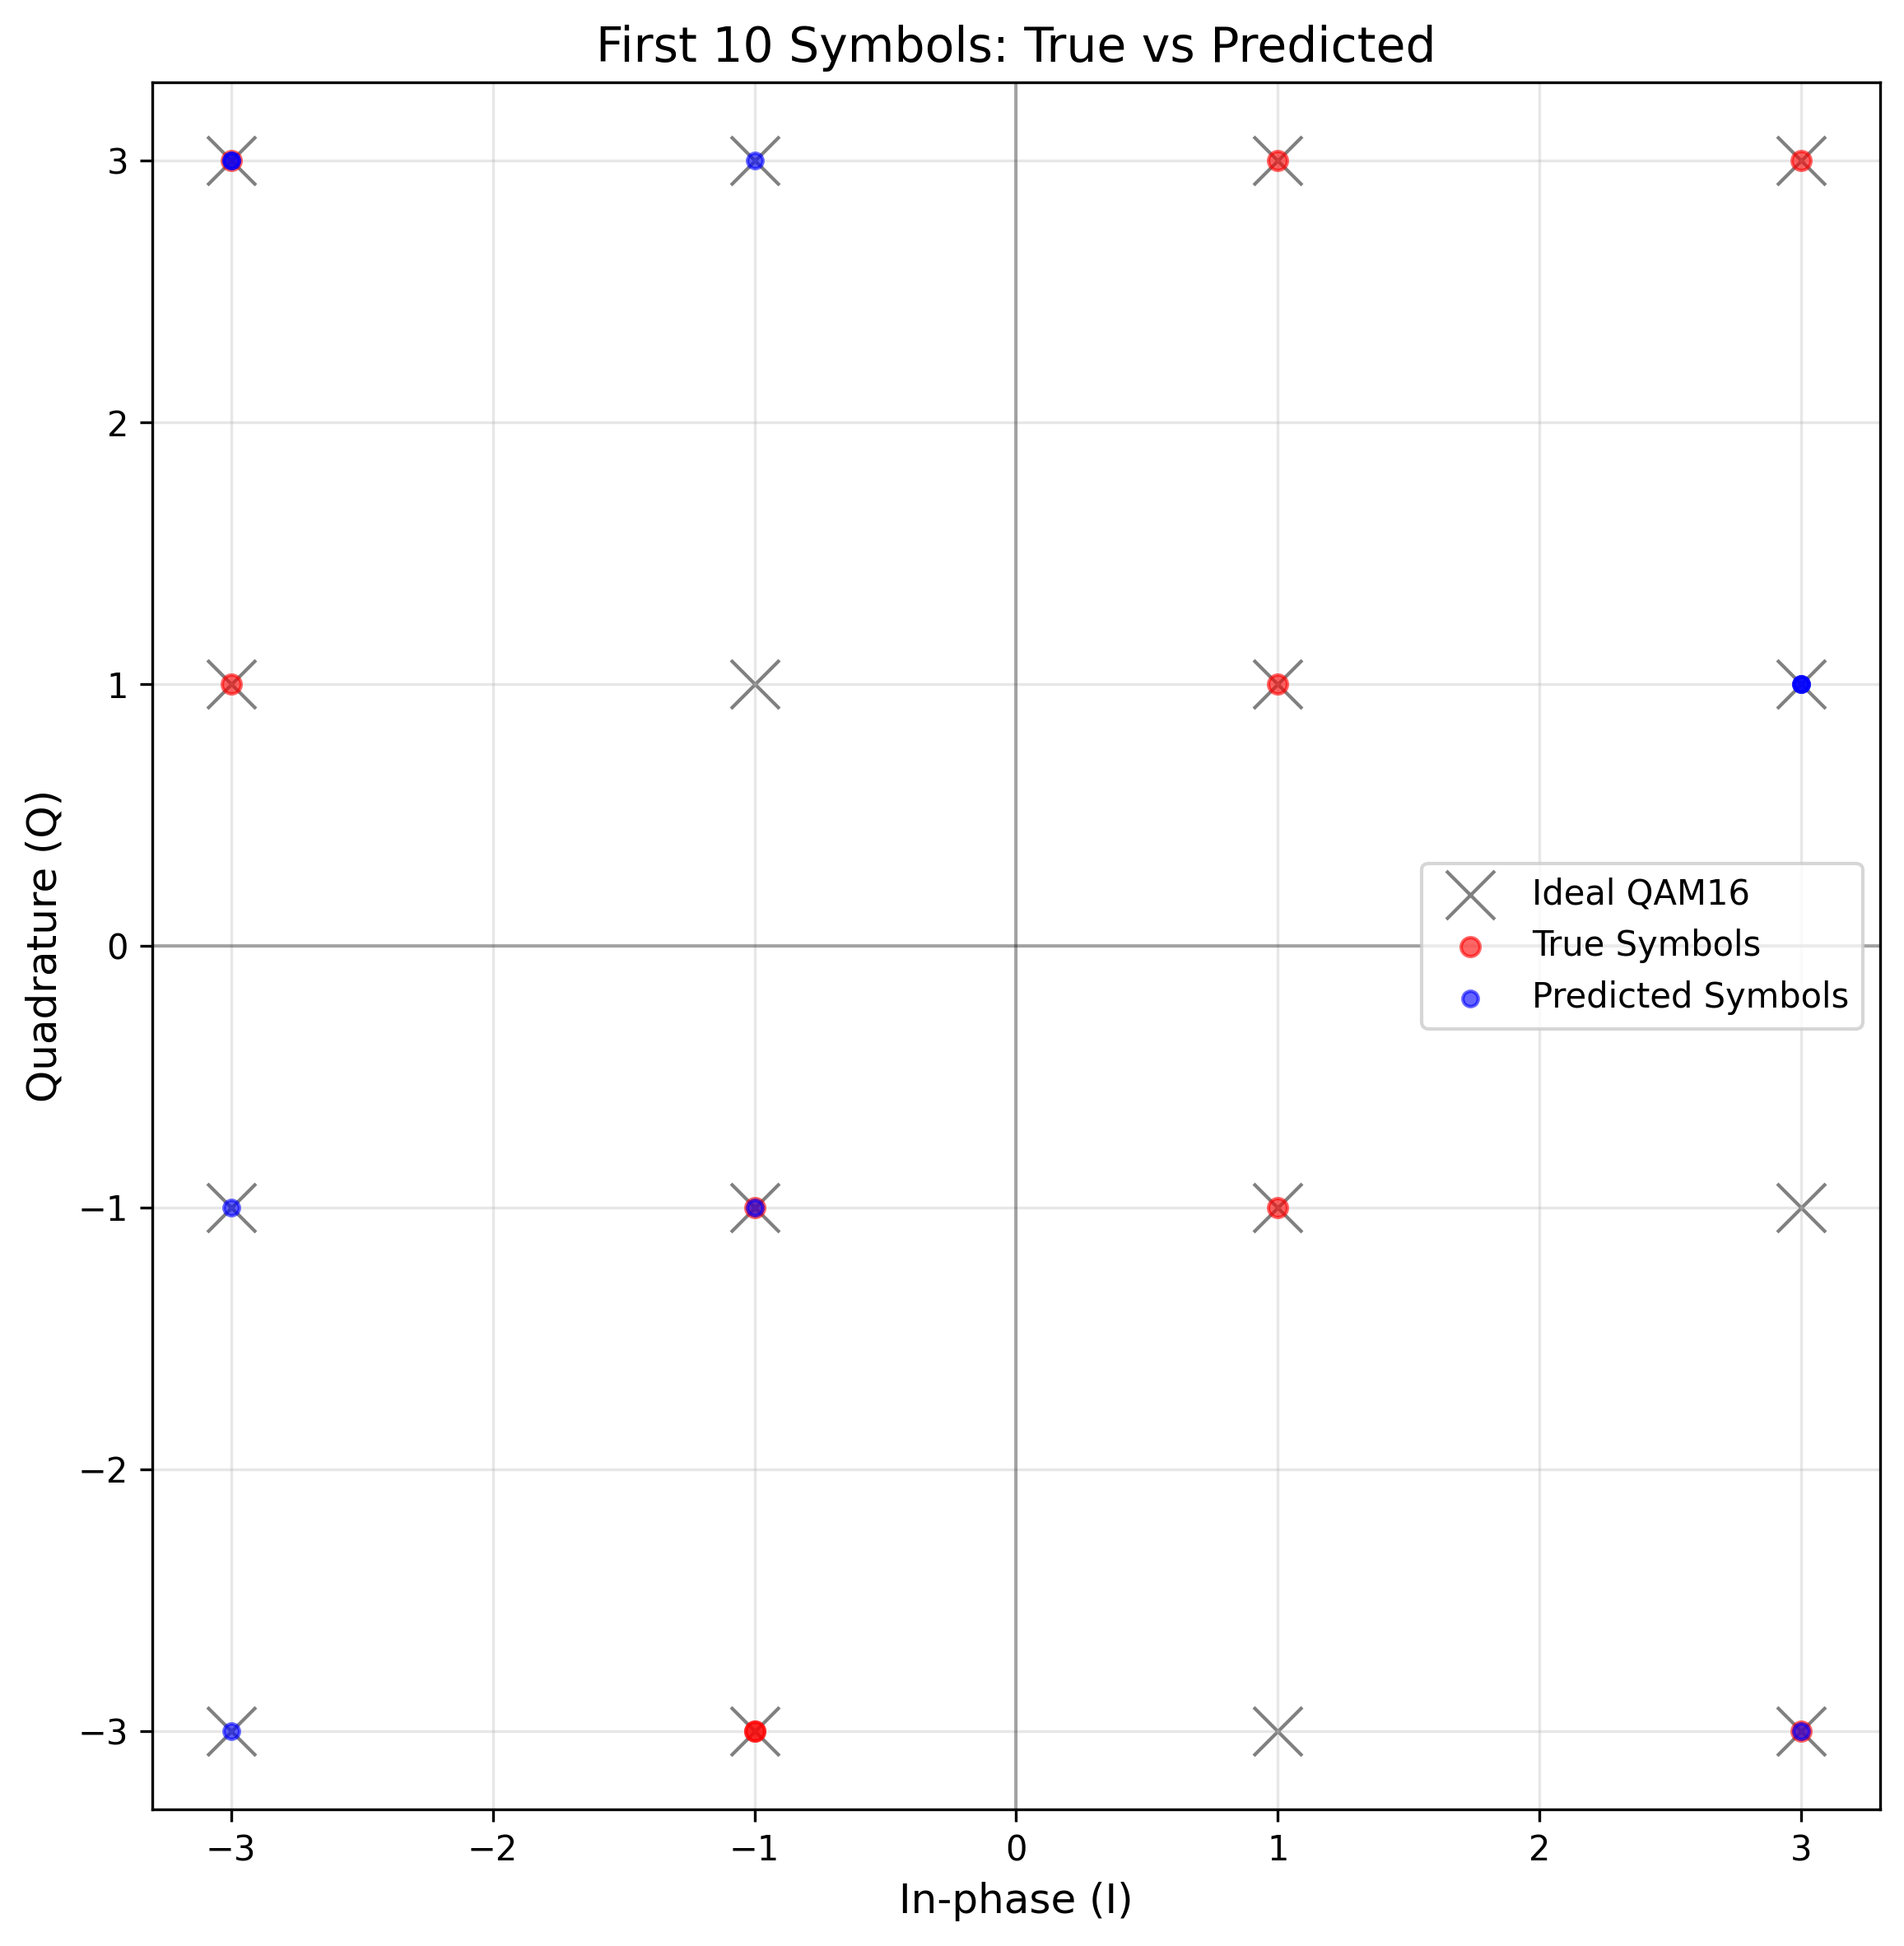 First 10 Symbols: True vs Predicted
3
2
1
0
−1
−2
−3
Quadrature (Q)
Ideal QAM16
True Symbols
Predicted Symbols
−3
−2
−1
0
1
2
3
In-phase (I)